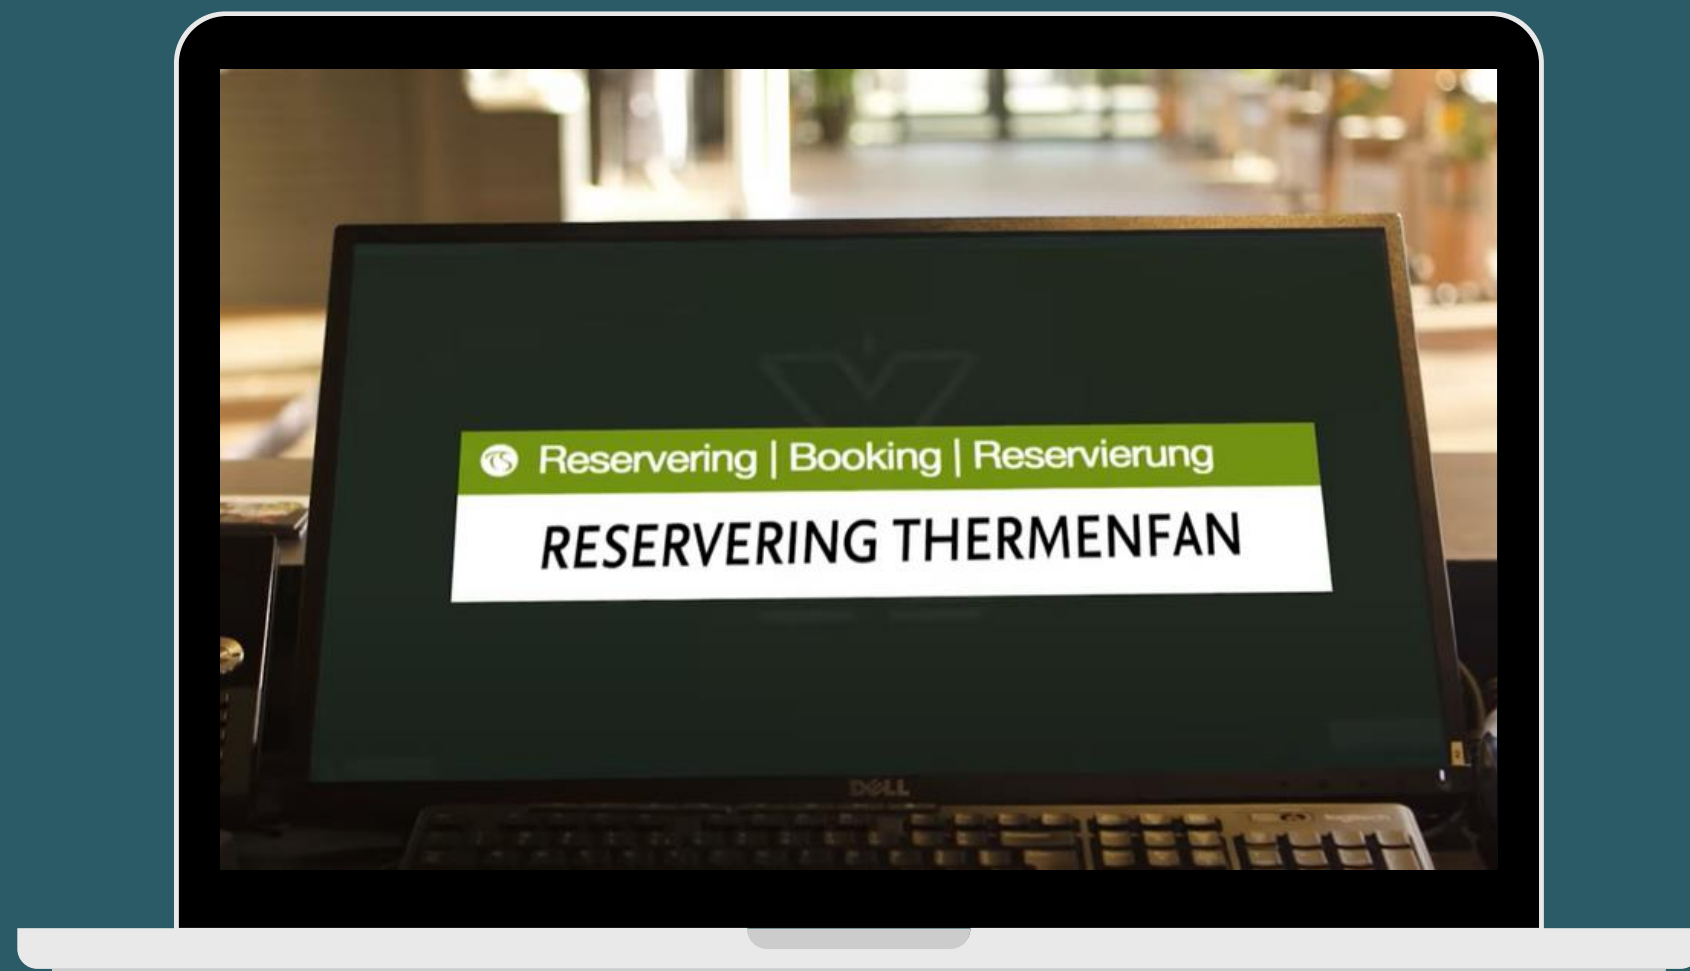 Reservering | Booking | Reservierung
RESERVERING THERMENFAN
DELL